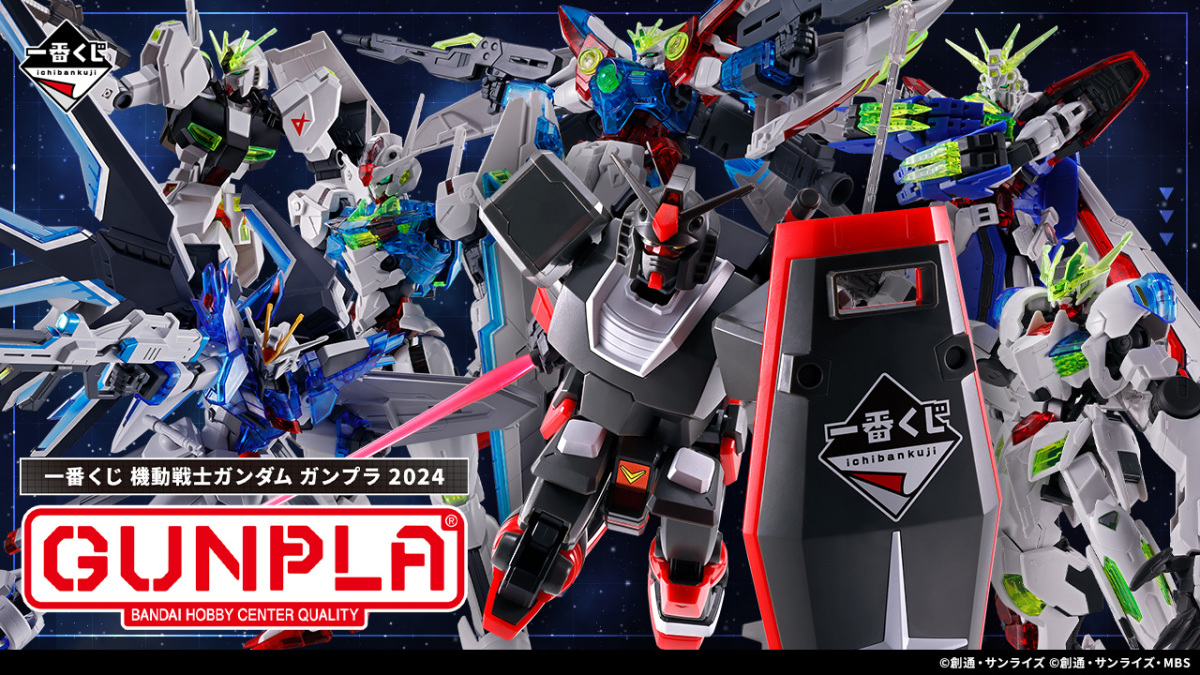 一番くじ
ichibankuji
一番くじ
ichibankuji
一番くじ 機動戦士ガンダム ガンプラ 2024
GUNPLA®
BANDAI HOBBY CENTER QUALITY
©創通・サンライズ ©創通・サンライズ・MBS